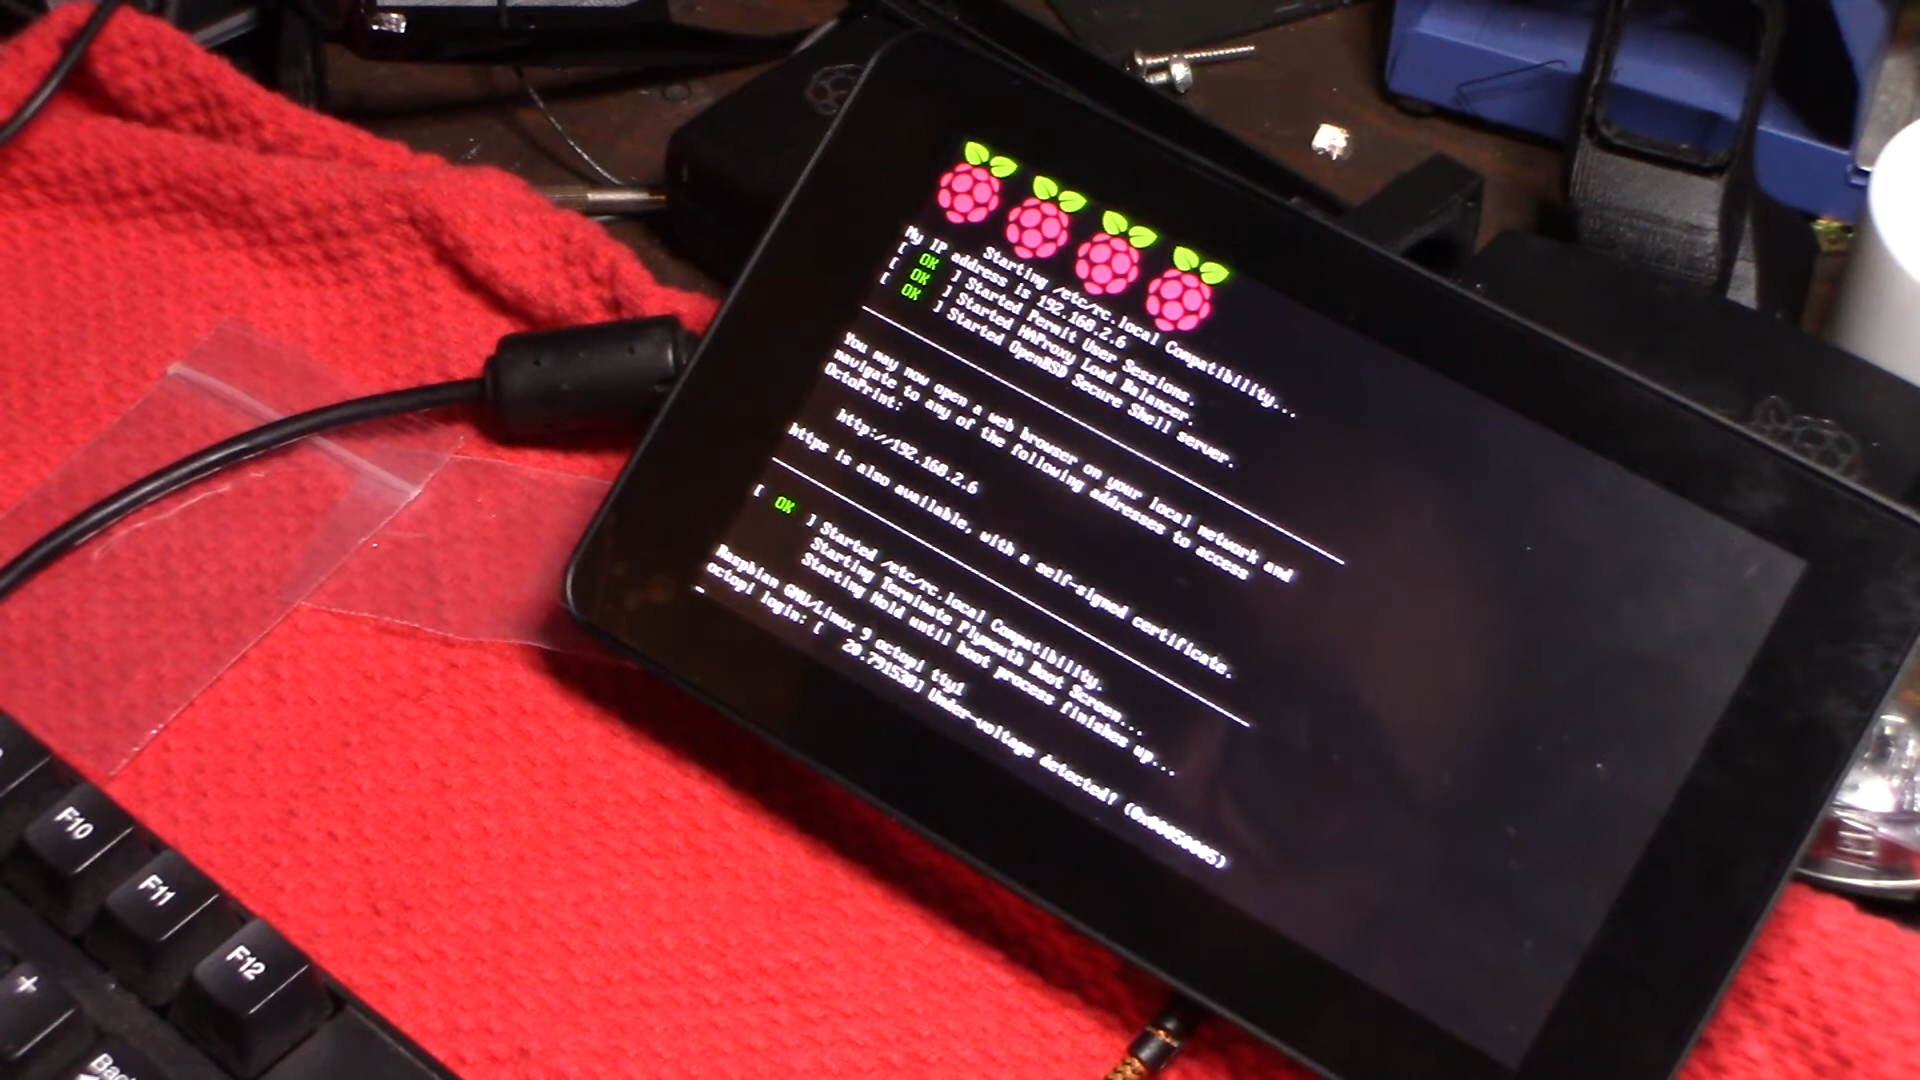 Starting /etc/rc.local Compatibility...
My IP address is 192.168.2.6
[ OK ] Started Permit User Sessions.
[ OK ] Started HAProxy Load Balancer.
[ OK ] Started OpenBSD Secure Shell server.
You may now open a web browser on your local network and
navigate to any of the following addresses to access
OctoPrint:
http://192.168.2.6
https is also available, with a self-signed certificate.
[ OK ] Started /etc/rc.local Compatibility.
Starting Terminate Plymouth Boot Screen...
Starting Hold until boot process finishes up...
Raspbian GNU/Linux 9 octopi tty1
octopi login: [ 20.791530] Under-voltage detected! (0x00050005)
F10
F11
F12
+